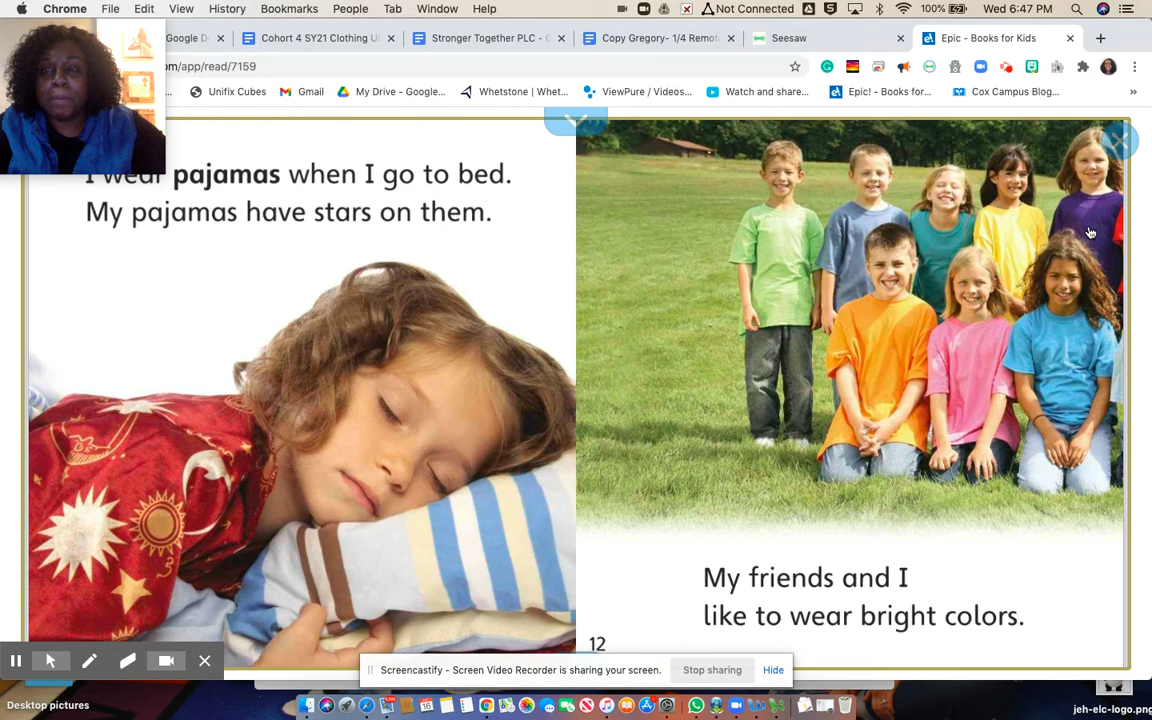 Chrome File Edit View History Bookmarks People Tab Window Help Not Connected 100% Wed 6:47 PM
Google D Cohort 4 SY21 Clothing U Stronger Together PLC - Copy Gregory- 1/4 Remot Seesaw Epic - Books for Kids
om/app/read/7159
Unifix Cubes Gmail My Drive - Google... Whetstone | Whet... ViewPure / Videos... Watch and share... Epic! - Books for... Cox Campus Blog...
I wear pajamas when I go to bed.
My pajamas have stars on them.
My friends and I
like to wear bright colors.
12
Screencastify - Screen Video Recorder is sharing your screen. Stop sharing Hide
Desktop pictures
jeh-elc-logo.png